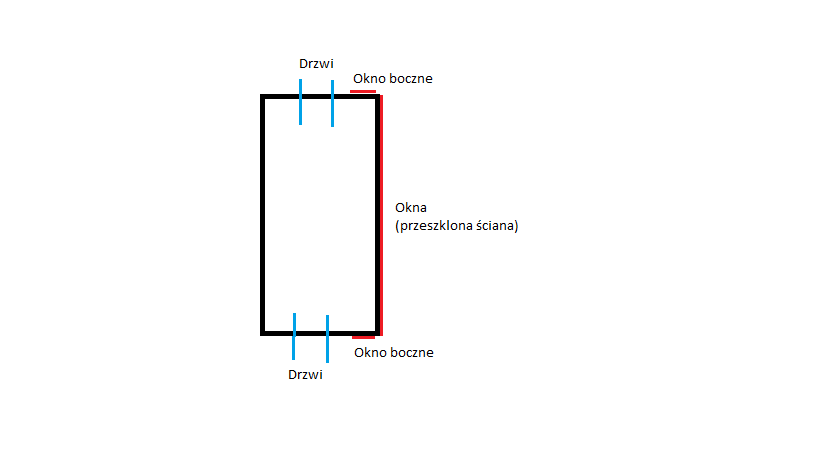 Drzwi
Okno boczne
Okna
(przeszklona ściana)
Okno boczne
Drzwi